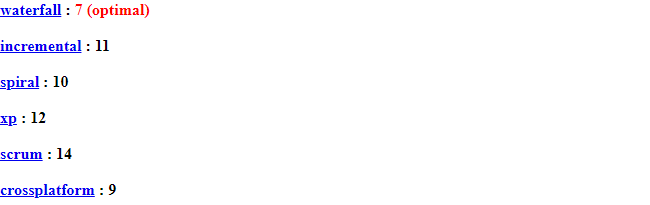 waterfall : 7 (optimal)
incremental : 11
spiral : 10
xp : 12
scrum : 14
crossplatform : 9